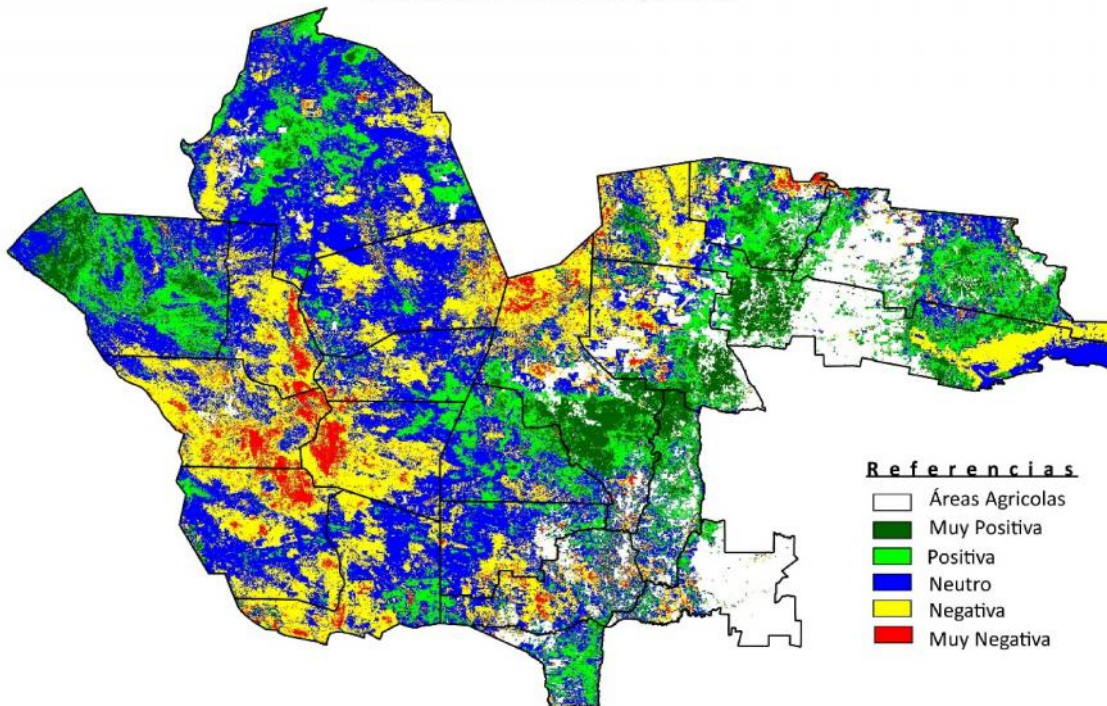 Referencias
Áreas Agricolas
Muy Positiva
Positiva
Neutro
Negativa
Muy Negativa